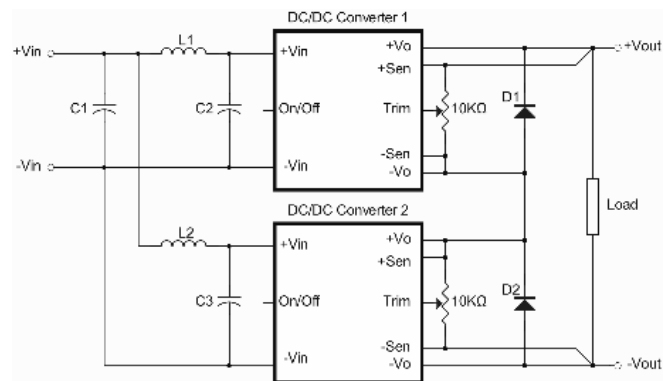 DC/DC Converter 1
+Vin
L1
+Vin
+Vo
+Vout
+Sen
C1
C2
On/Off
Trim
10KΩ
D1
-Vin
-Vin
-Sen
-Vo
Load
DC/DC Converter 2
L2
+Vin
+Vo
+Sen
C3
On/Off
Trim
10KΩ
D2
-Vin
-Sen
-Vo
-Vout